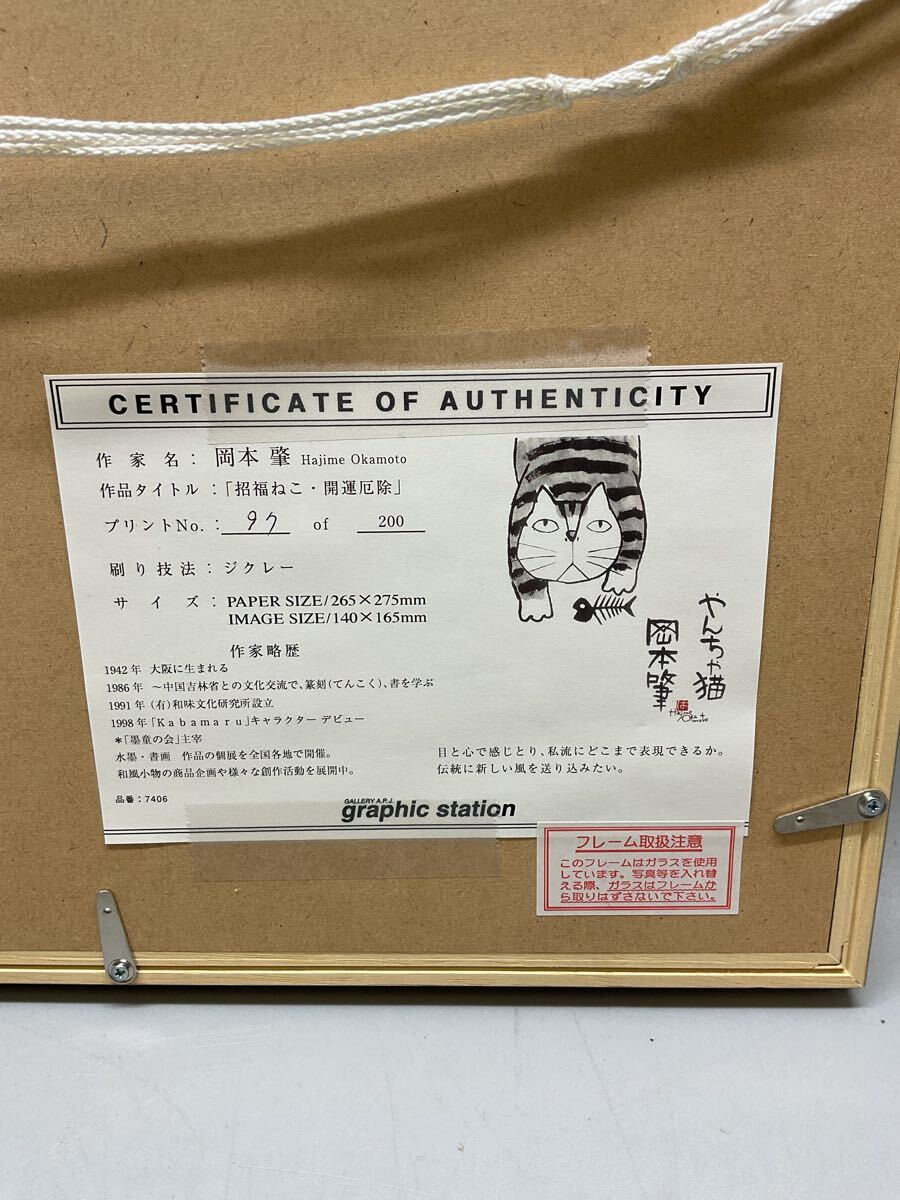 CERTIFICATE OF AUTHENTICITY
作家名：岡本 肇 Hajime Okamoto
作品タイトル：「招福ねこ・開運厄除」
プリントNo.：97 of 200
刷り技法：ジクレー
サイズ：PAPER SIZE/265×275mm
IMAGE SIZE/140×165mm
作家略歴
1942年 大阪に生まれる
1986年 ～中国吉林省との文化交流で、篆刻(てんこく)、書を学ぶ
1991年 (有)和味文化研究所設立
1998年「Kabamaru」キャラクター デビュー
*「墨童の会」主宰
水墨・書画 作品の個展を全国各地で開催。
和風小物の商品企画や様々な創作活動を展開中。
品番：7406
やんちゃ猫
岡本肇
は
Hajime
Okamoto
目と心で感じとり、私流にどこまで表現できるか。
伝統に新しい風を送り込みたい。
GALLERY A.P.J.
graphic station
フレーム取扱注意
このフレームはガラスを使用
しています。写真等を入れ替
える際、ガラスはフレームか
ら取りはずさないで下さい。